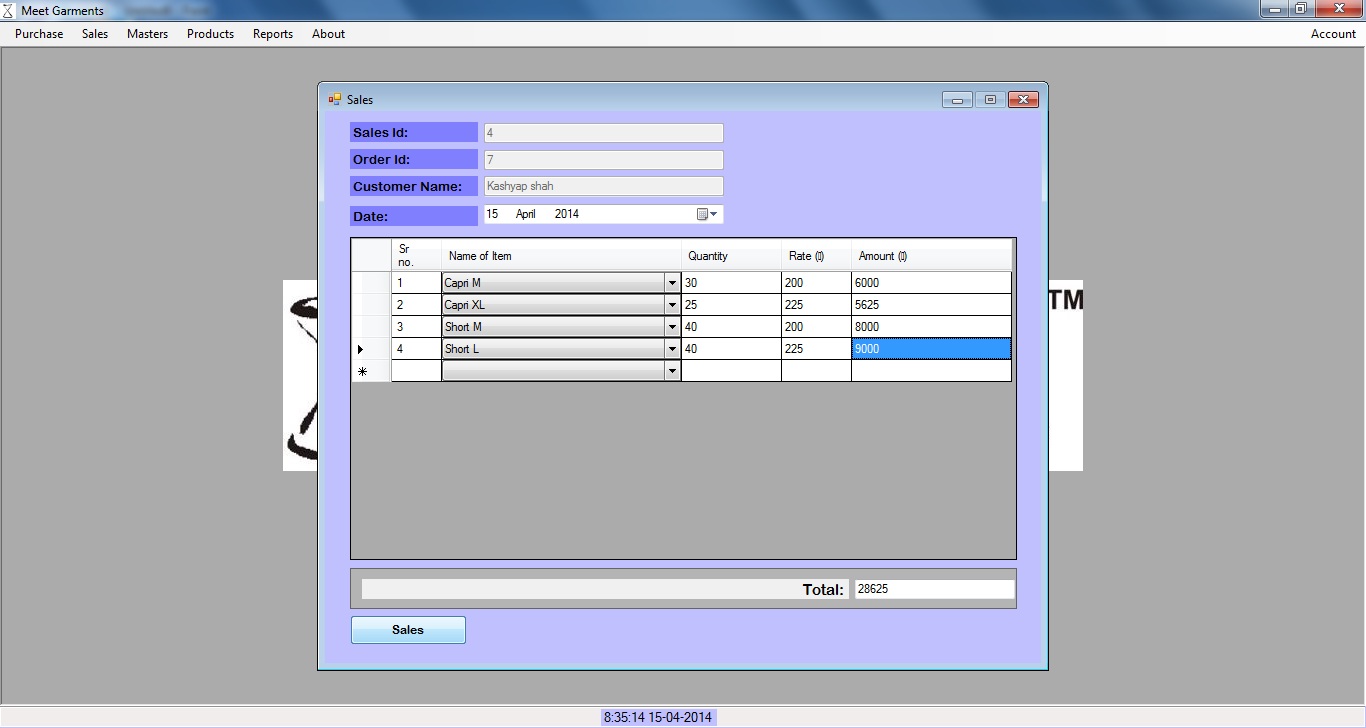 Meet Garments
Purchase Sales Masters Products Reports About Account
Sales
Sales Id: 4
Order Id: 7
Customer Name: Kashyap shah
Date: 15 April 2014
Sr no. Name of Item Quantity Rate (▯) Amount (▯)
1 Capri M 30 200 6000
2 Capri XL 25 225 5625
3 Short M 40 200 8000
4 Short L 40 225 9000
TM
Total: 28625
Sales
8:35:14 15-04-2014